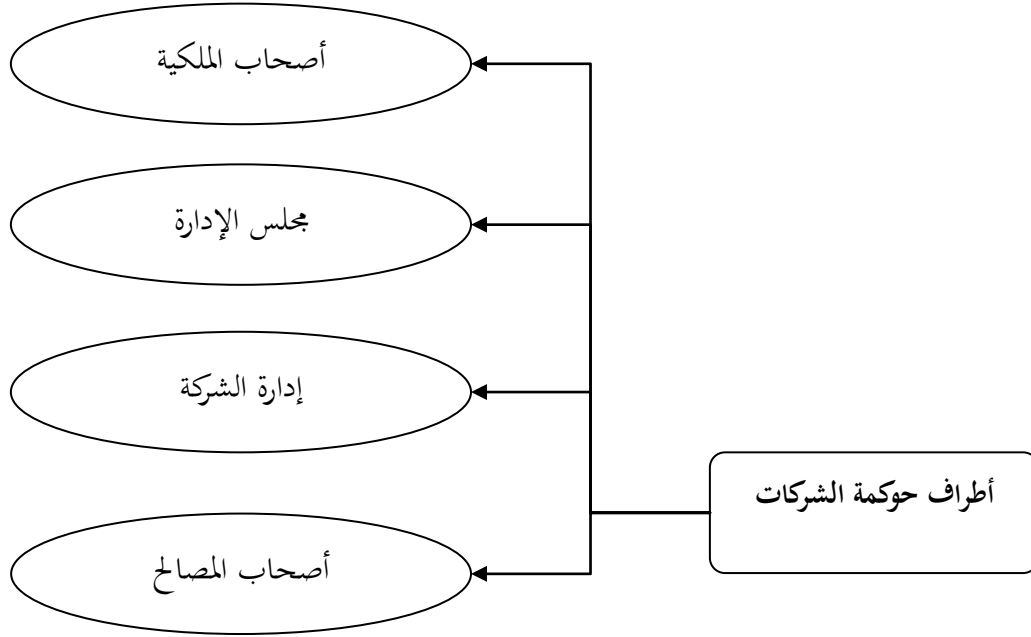 أصحاب الملكية
مجلس الإدارة
إدارة الشركة
أطراف حوكمة الشركات
أصحاب المصالح